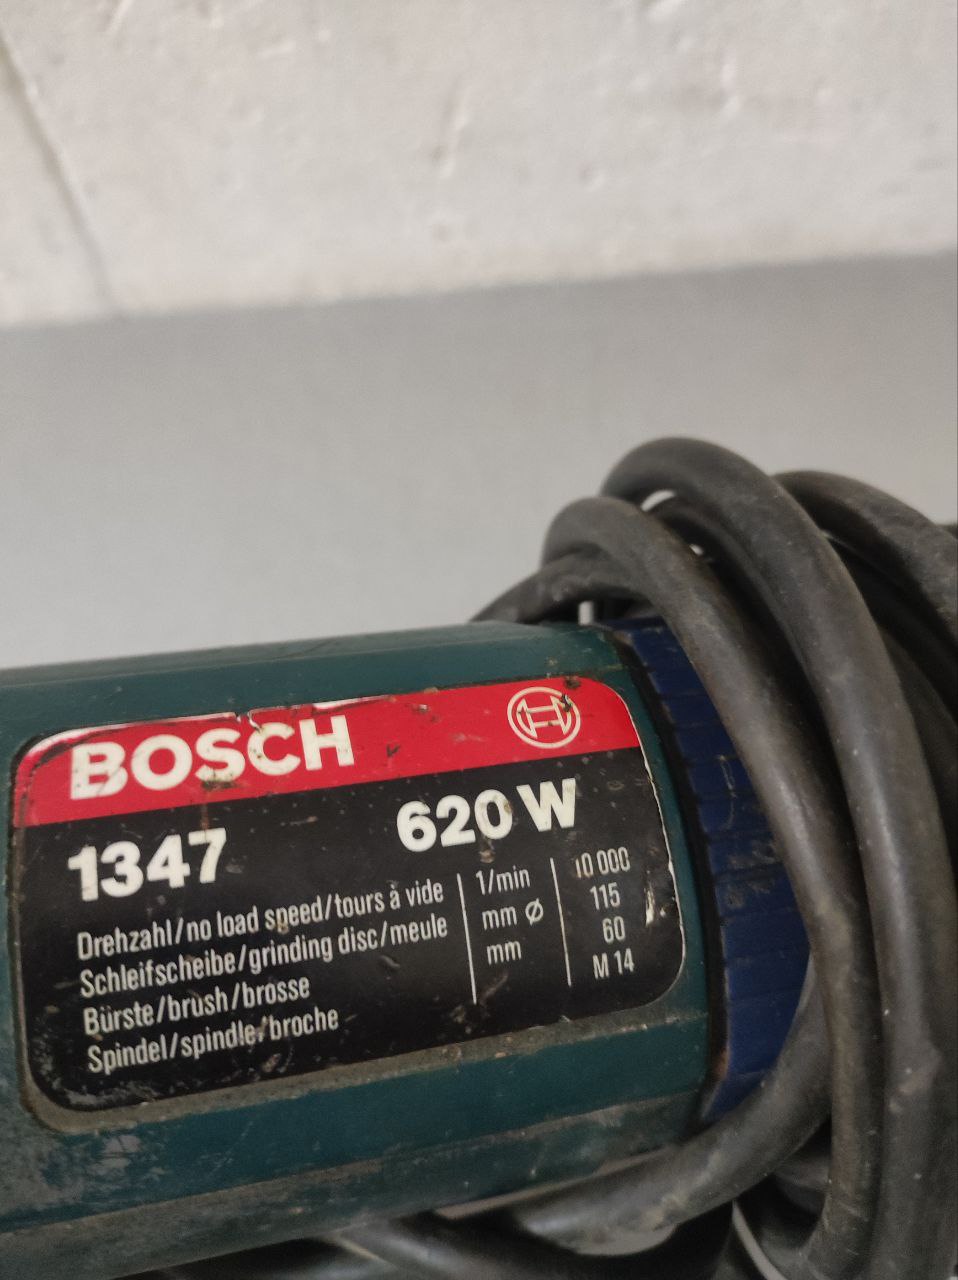 BOSCH
1347 620 W
Drehzahl/no load speed/tours à vide 1/min 10 000
Schleifscheibe/grinding disc/meule mm Ø 115
Bürste/brush/brosse mm 60
Spindel/spindle/broche M 14